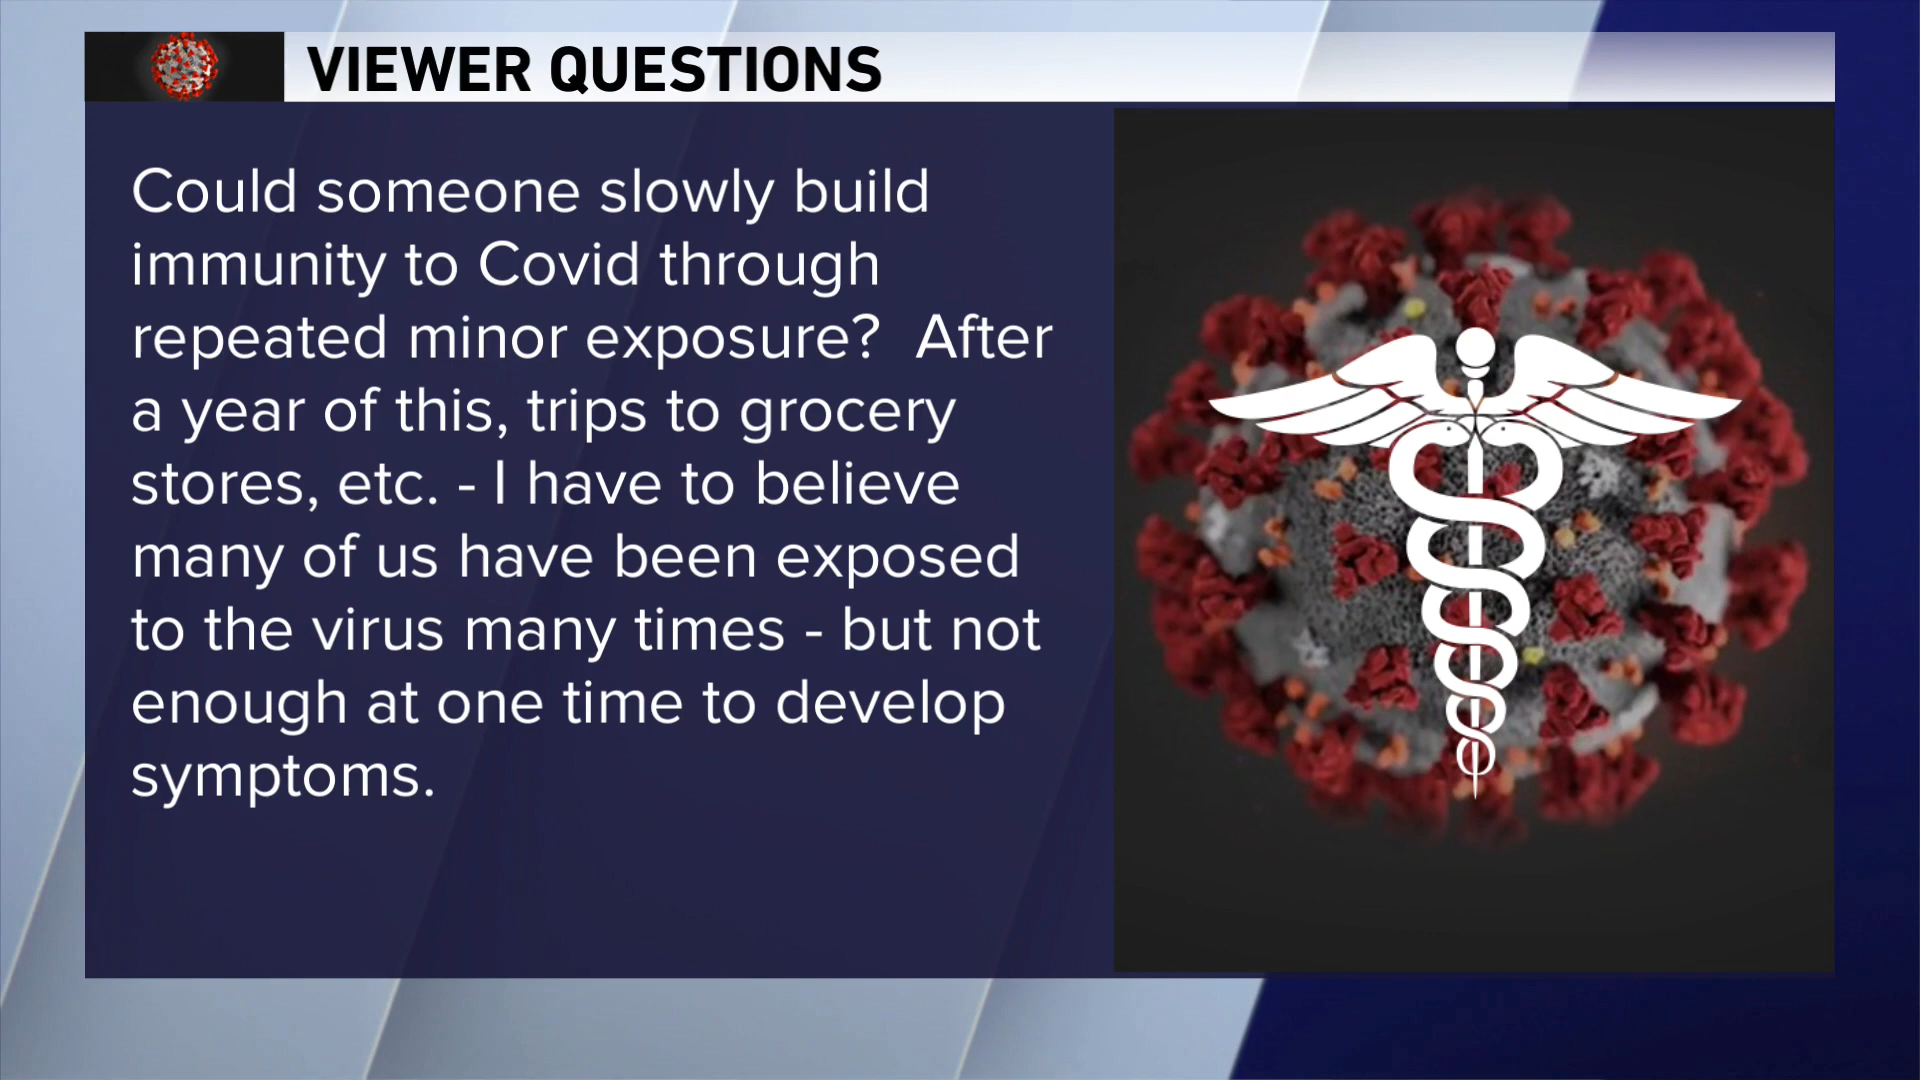 VIEWER QUESTIONS
Could someone slowly build
immunity to Covid through
repeated minor exposure?  After
a year of this, trips to grocery
stores, etc. - I have to believe
many of us have been exposed
to the virus many times - but not
enough at one time to develop
symptoms.